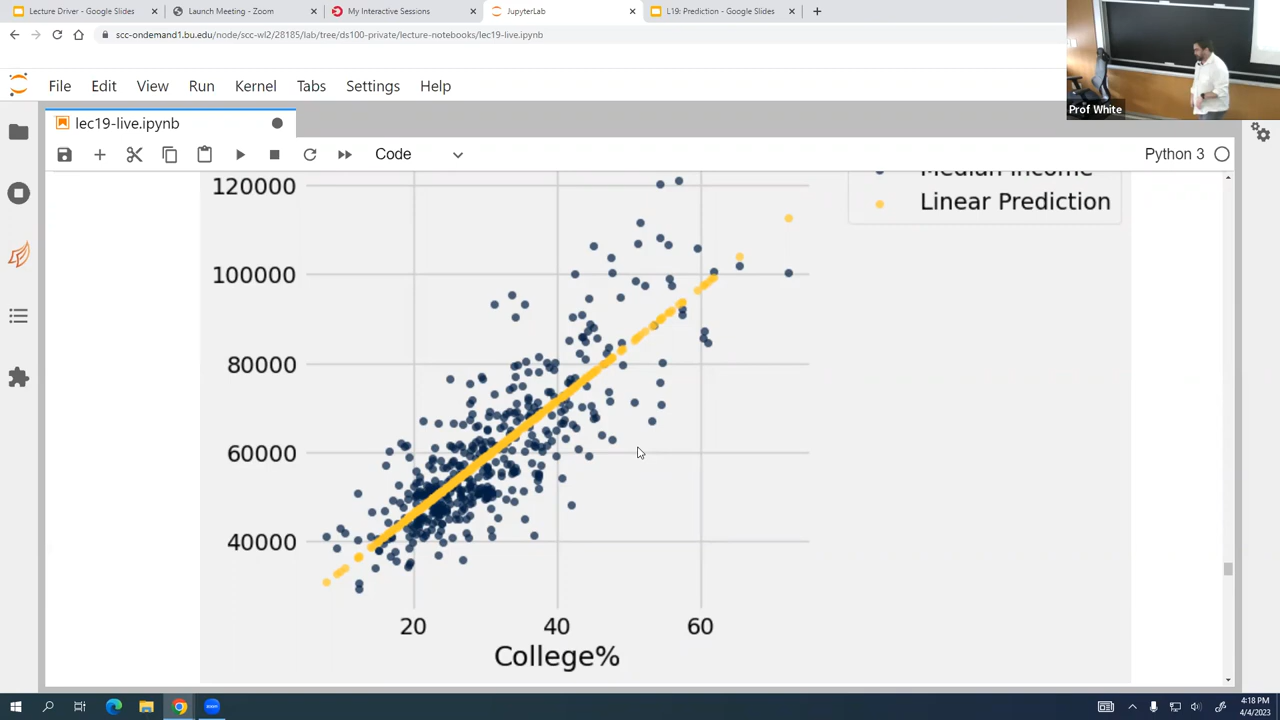 Lecture Driver - Google Slides
Launch Meeting - Zoom
My Interactive Sessions
JupyterLab
L19: Prediction - Google Slides
scc-ondemand1.bu.edu/node/scc-wl2/28185/lab/tree/ds100-private/lecture-notebooks/lec19-live.ipynb
Prof White
File Edit View Run Kernel Tabs Settings Help
lec19-live.ipynb
Code
Python 3
Median Income
Linear Prediction
120000
100000
80000
60000
40000
20 40 60
College%
4:18 PM
4/4/2023